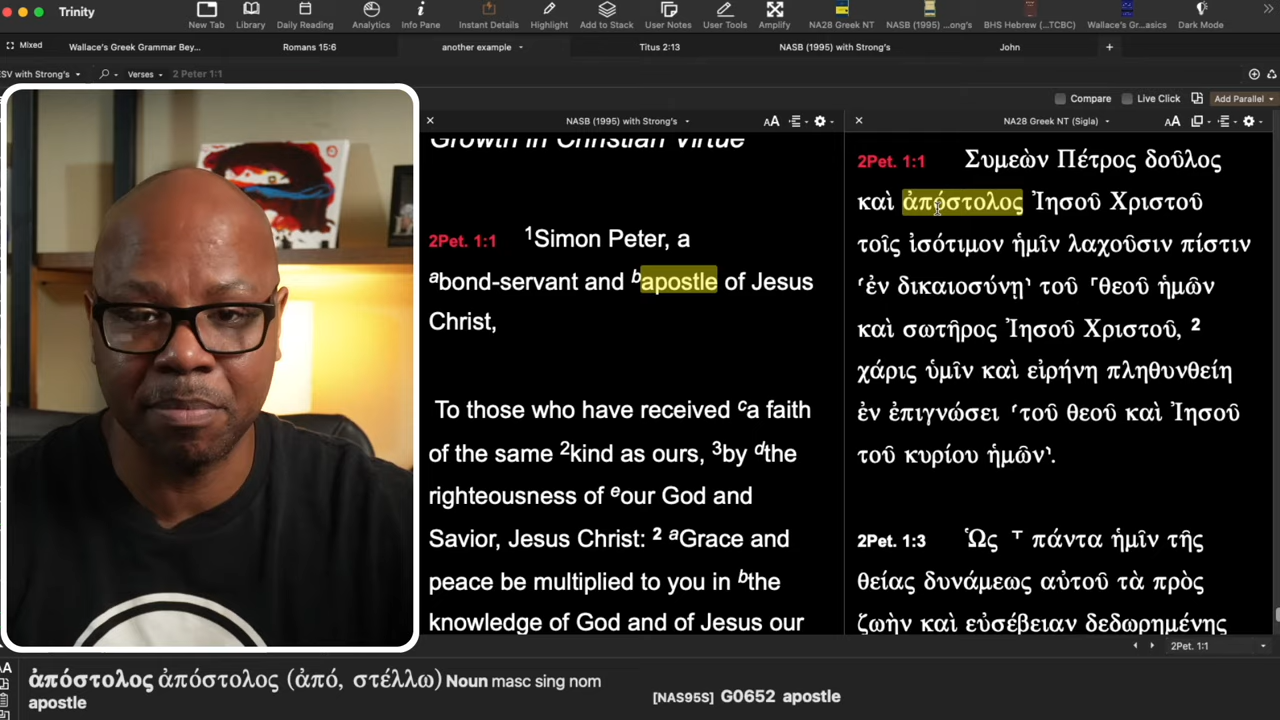 Trinity
New Tab
Library
Daily Reading
Analytics
Info Pane
Instant Details
Highlight
Add to Stack
User Notes
User Tools
Amplify
NA28 Greek NT
NASB (1995) ...ong's
BHS Hebrew (...TCBC)
Wallace's Gr...asics
Dark Mode
Mixed
Wallace's Greek Grammar Bey...
Romans 15:6
another example
Titus 2:13
NASB (1995) with Strong's
John
SV with Strong's
Verses
2 Peter 1:1
Compare
Live Click
Add Parallel
NASB (1995) with Strong's
AA
Growth in Christian Virtue
2Pet. 1:1 1Simon Peter, a
abond-servant and bapostle of Jesus
Christ,
To those who have received ca faith
of the same 2kind as ours, 3by dthe
righteousness of eour God and
Savior, Jesus Christ: 2 aGrace and
peace be multiplied to you in bthe
knowledge of God and of Jesus our
NA28 Greek NT (Sigla)
AA
2Pet. 1:1 Συμεὼν Πέτρος δοῦλος
καὶ ἀπόστολος Ἰησοῦ Χριστοῦ
τοῖς ἰσότιμον ἡμῖν λαχοῦσιν πίστιν
⸂ἐν δικαιοσύνῃ⸃ τοῦ ⸀θεοῦ ἡμῶν
καὶ σωτῆρος Ἰησοῦ Χριστοῦ, 2
χάρις ὑμῖν καὶ εἰρήνη πληθυνθείη
ἐν ἐπιγνώσει ⸂τοῦ θεοῦ καὶ Ἰησοῦ
τοῦ κυρίου ἡμῶν⸃.
2Pet. 1:3 Ὡς ⸆ πάντα ἡμῖν τῆς
θείας δυνάμεως αὐτοῦ τὰ πρὸς
ζωὴν καὶ εὐσέβειαν δεδωρημένης
2Pet. 1:1
AA
ἀπόστολος ἀπόστολος (ἀπό, στέλλω) Noun masc sing nom
apostle
[NAS95S] G0652 apostle